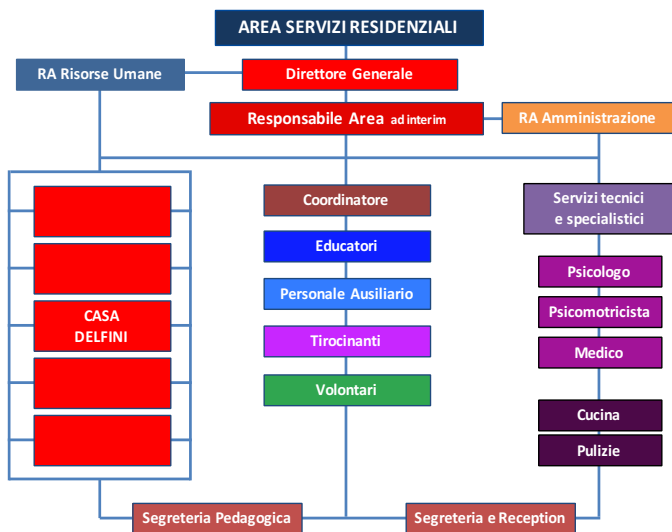 AREA SERVIZI RESIDENZIALI
RA Risorse Umane
Direttore Generale
Responsabile Area ad interim
RA Amministrazione
Coordinatore
Servizi tecnici
e specialistici
Educatori
Psicologo
Personale Ausiliario
Psicomotricista
CASA
DELFINI
Tirocinanti
Medico
Volontari
Cucina
Pulizie
Segreteria Pedagogica
Segreteria e Reception